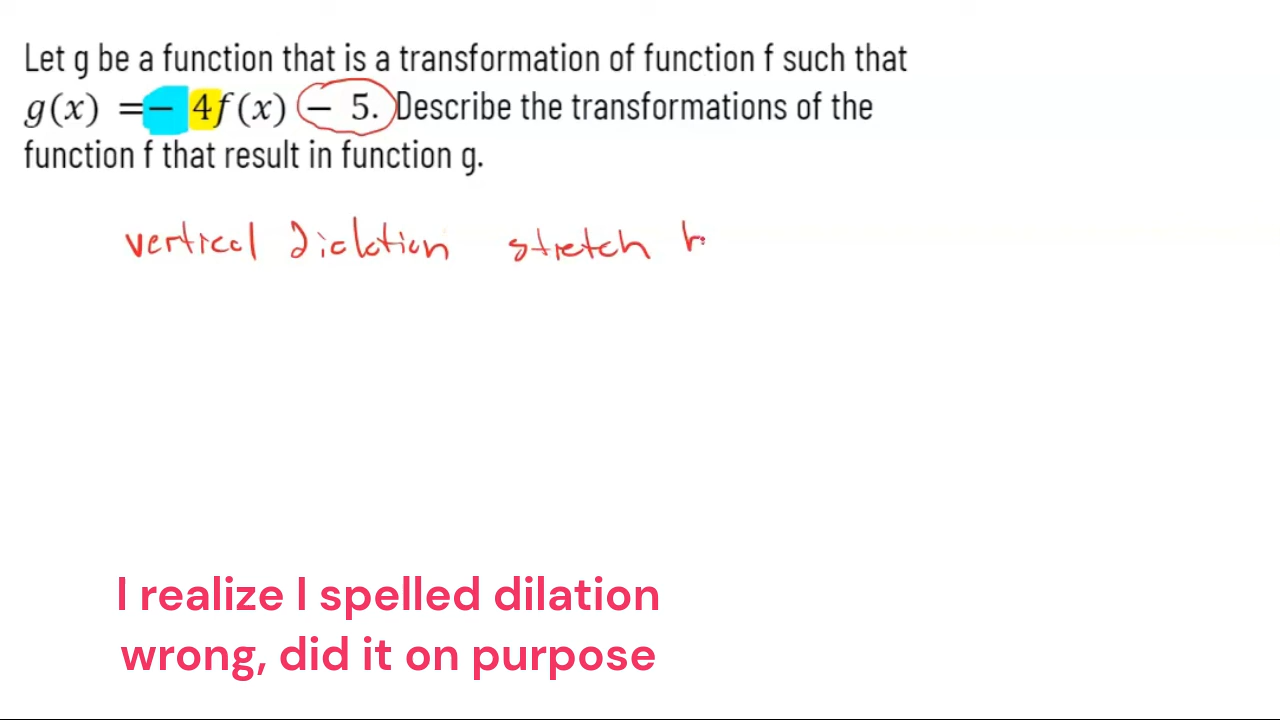 Let g be a function that is a transformation of function f such that
g(x) = − 4f(x) − 5. Describe the transformations of the
function f that result in function g.
vertical dialation stretch b
I realize I spelled dilation
wrong, did it on purpose